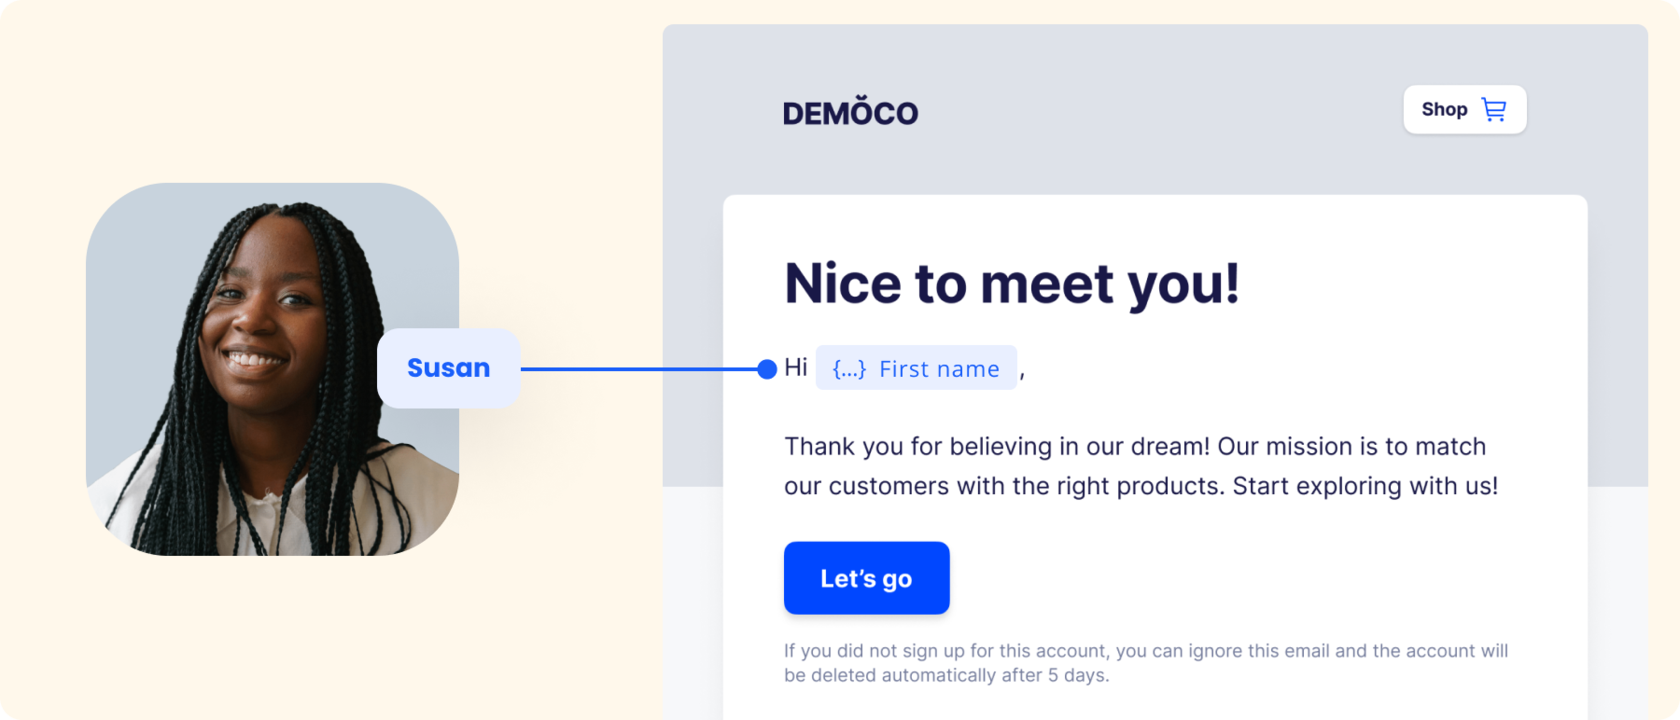 DEMŎCO
Shop
Nice to meet you!
Susan
Hi {...} First name ,
Thank you for believing in our dream! Our mission is to match
our customers with the right products. Start exploring with us!
Let’s go
If you did not sign up for this account, you can ignore this email and the account will
be deleted automatically after 5 days.